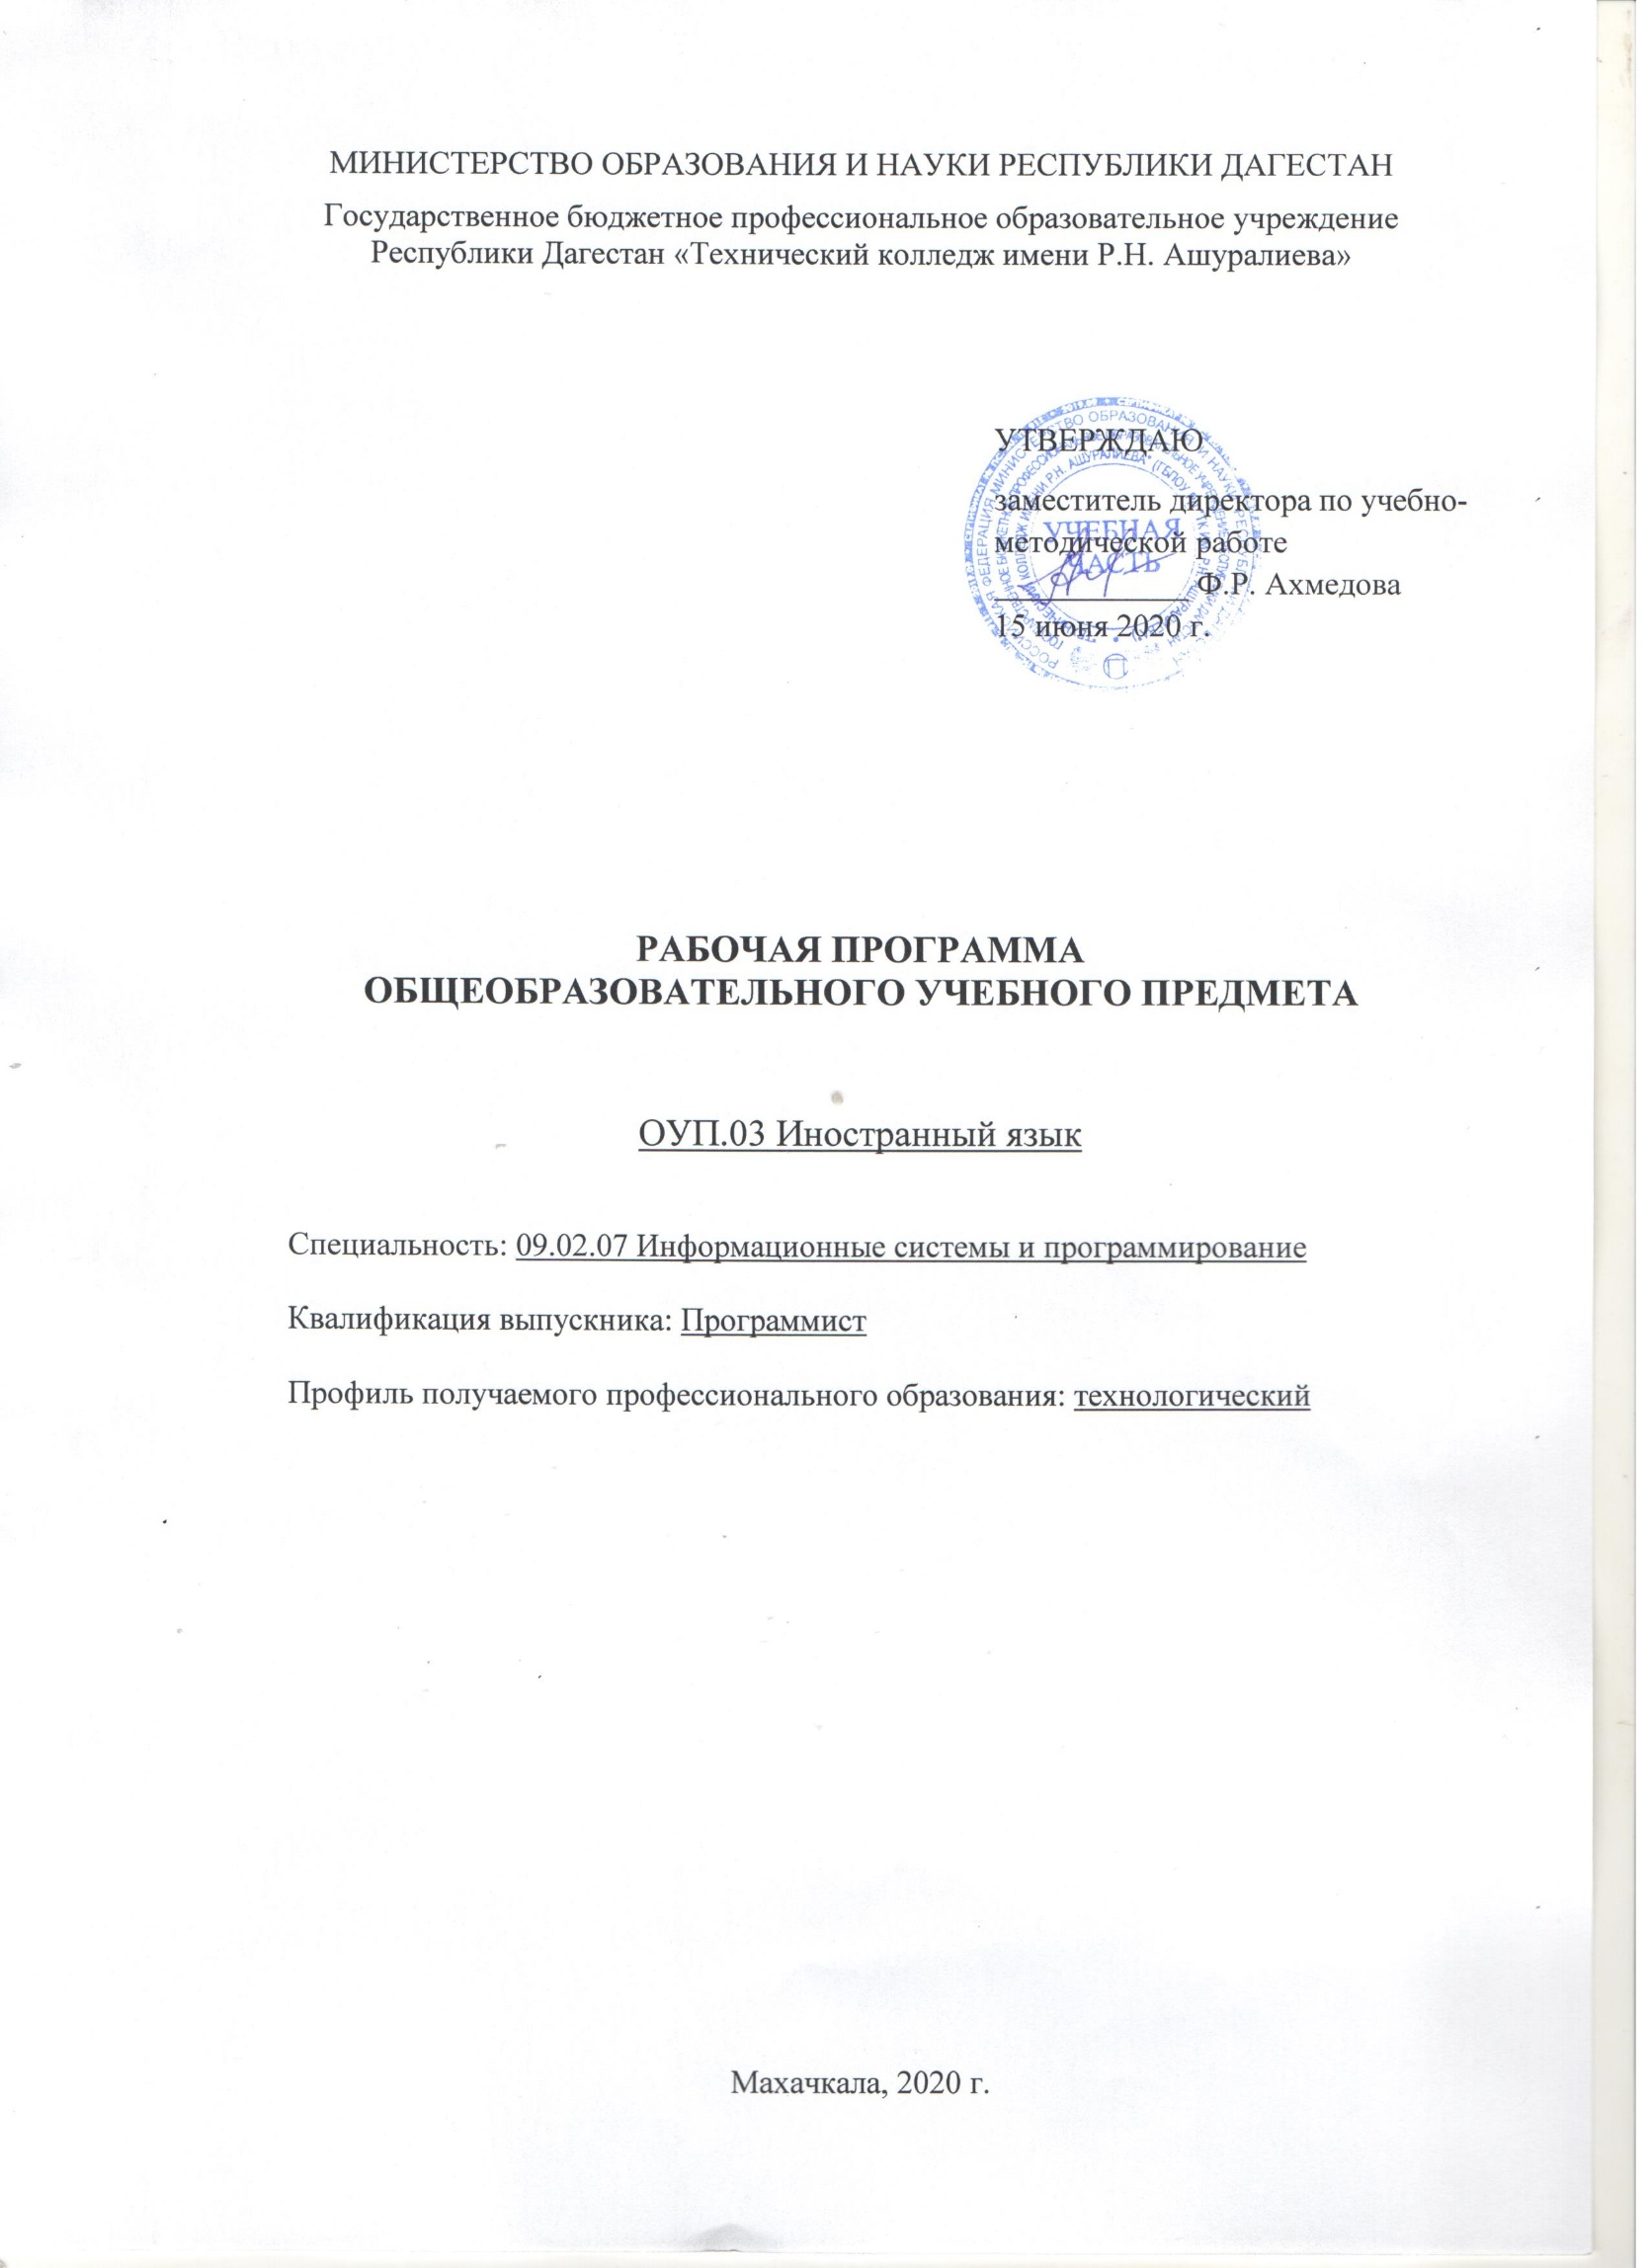 МИНИСТЕРСТВО ОБРАЗОВАНИЯ И НАУКИ РЕСПУБЛИКИ ДАГЕСТАН
Государственное бюджетное профессиональное образовательное учреждение
Республики Дагестан «Технический колледж имени Р.Н. Ашуралиева»
УТВЕРЖДАЮ
заместитель директора по учебно-
методической работе
Ф.Р. Ахмедова
15 июня 2020 г.
УЧЕБНАЯ
ЧАСТЬ
РАБОЧАЯ ПРОГРАММА
ОБЩЕОБРАЗОВАТЕЛЬНОГО УЧЕБНОГО ПРЕДМЕТА
ОУП.03 Иностранный язык
Специальность: 09.02.07 Информационные системы и программирование
Квалификация выпускника: Программист
Профиль получаемого профессионального образования: технологический
Махачкала, 2020 г.